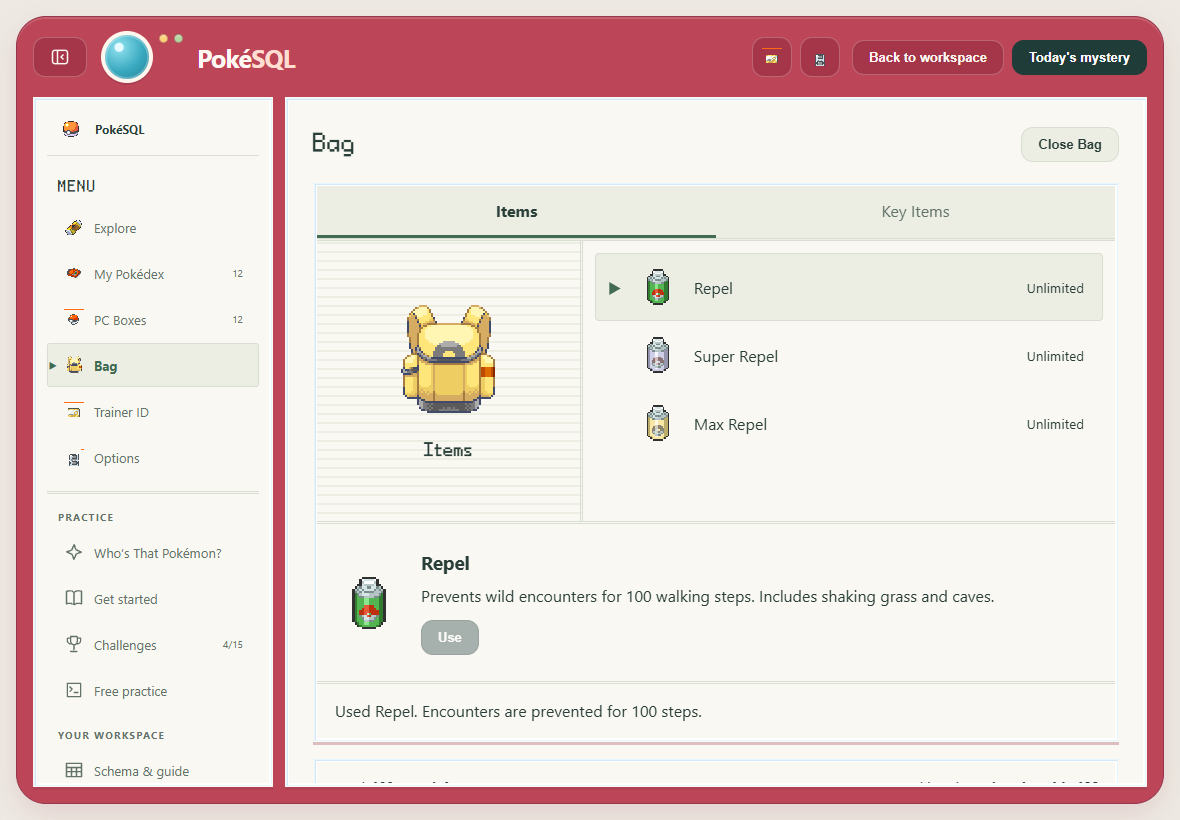 PokéSQL
Back to workspace
Today's mystery
PokéSQL
MENU
Explore
My Pokédex 12
PC Boxes 12
Bag
Trainer ID
Options
PRACTICE
Who's That Pokémon?
Get started
Challenges 4/15
Free practice
YOUR WORKSPACE
Schema & guide
Bag
Close Bag
Items
Key Items
Items
Repel Unlimited
Super Repel Unlimited
Max Repel Unlimited
Repel
Prevents wild encounters for 100 walking steps. Includes shaking grass and caves.
Use
Used Repel. Encounters are prevented for 100 steps.